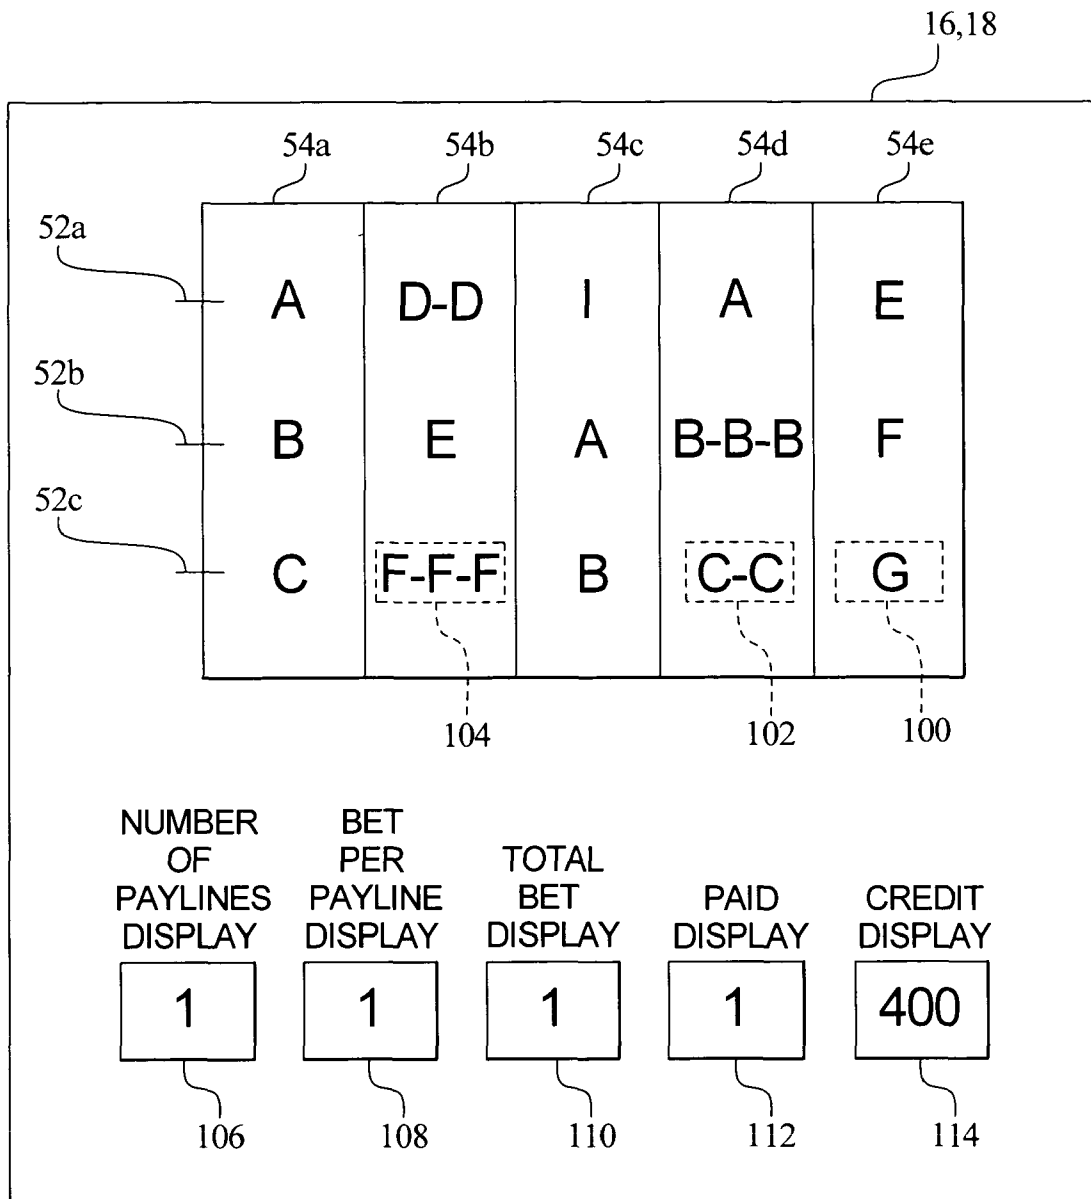 16,18
54a 54b 54c 54d 54e
52a
A D-D I A E
52b
B E A B-B-B F
52c
C F-F-F B C-C G
104 102 100
NUMBER OF PAYLINES DISPLAY
BET PER PAYLINE DISPLAY
TOTAL BET DISPLAY
PAID DISPLAY
CREDIT DISPLAY
1 1 1 1 400
106 108 110 112 114